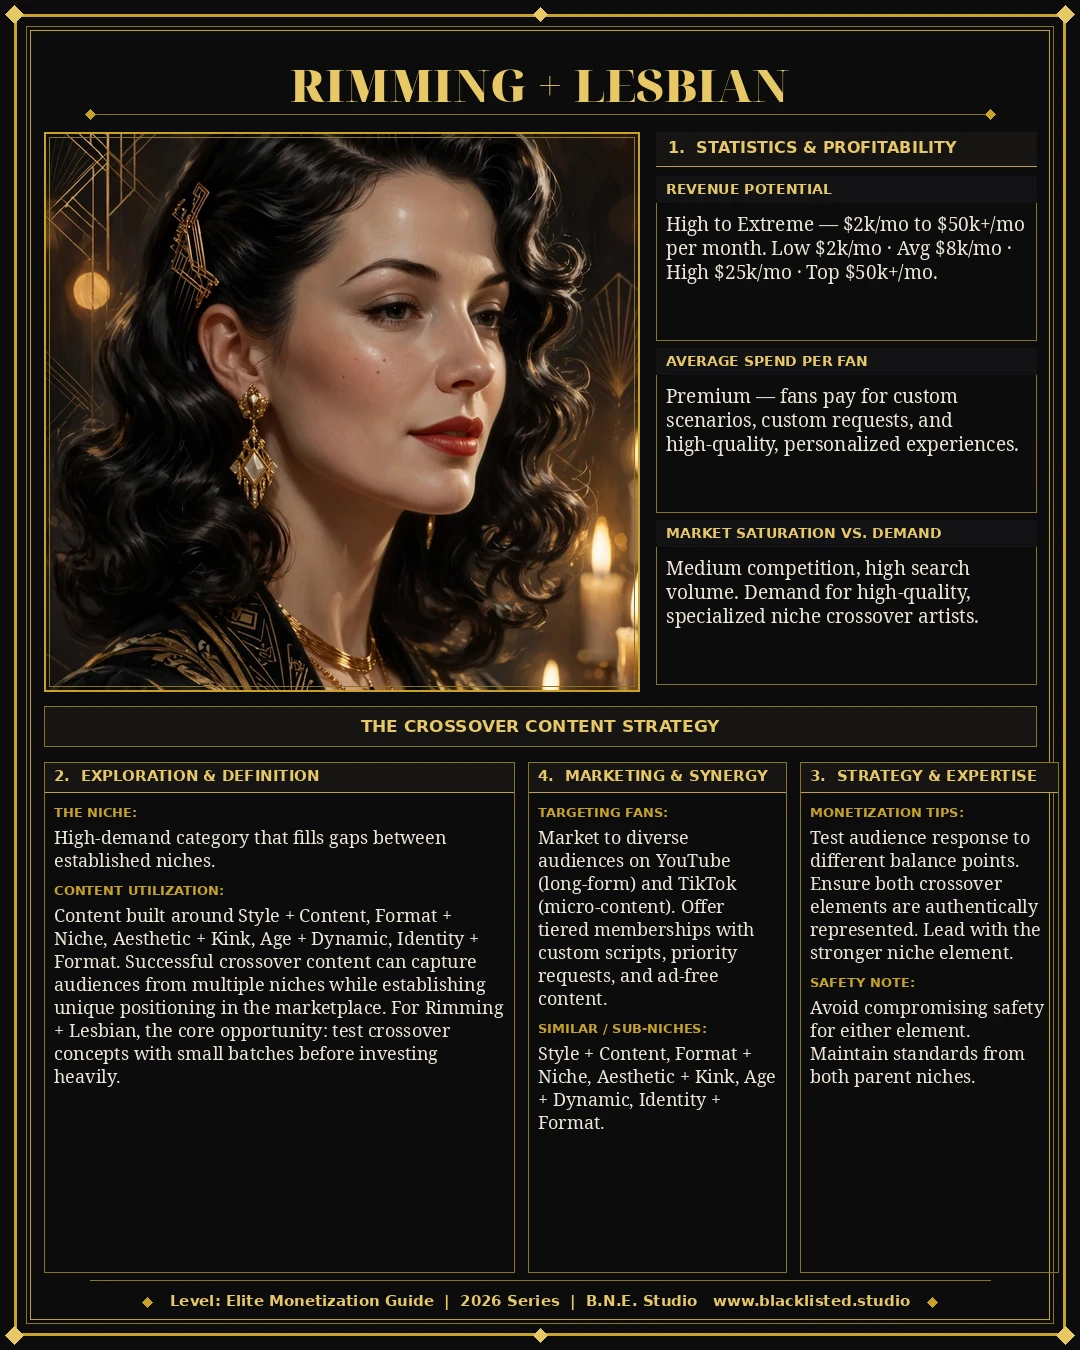 RIMMING + LESBIAN
1. STATISTICS & PROFITABILITY
REVENUE POTENTIAL
High to Extreme — $2k/mo to $50k+/mo
per month. Low $2k/mo · Avg $8k/mo ·
High $25k/mo · Top $50k+/mo.
AVERAGE SPEND PER FAN
Premium — fans pay for custom
scenarios, custom requests, and
high-quality, personalized experiences.
MARKET SATURATION VS. DEMAND
Medium competition, high search
volume. Demand for high-quality,
specialized niche crossover artists.
THE CROSSOVER CONTENT STRATEGY
2. EXPLORATION & DEFINITION
THE NICHE:
High-demand category that fills gaps between
established niches.
CONTENT UTILIZATION:
Content built around Style + Content, Format +
Niche, Aesthetic + Kink, Age + Dynamic, Identity +
Format. Successful crossover content can capture
audiences from multiple niches while establishing
unique positioning in the marketplace. For Rimming
+ Lesbian, the core opportunity: test crossover
concepts with small batches before investing
heavily.
4. MARKETING & SYNERGY
TARGETING FANS:
Market to diverse
audiences on YouTube
(long-form) and TikTok
(micro-content). Offer
tiered memberships with
custom scripts, priority
requests, and ad-free
content.
SIMILAR / SUB-NICHES:
Style + Content, Format +
Niche, Aesthetic + Kink, Age
+ Dynamic, Identity +
Format.
3. STRATEGY & EXPERTISE
MONETIZATION TIPS:
Test audience response to
different balance points.
Ensure both crossover
elements are authentically
represented. Lead with the
stronger niche element.
SAFETY NOTE:
Avoid compromising safety
for either element.
Maintain standards from
both parent niches.
Level: Elite Monetization Guide | 2026 Series | B.N.E. Studio www.blacklisted.studio